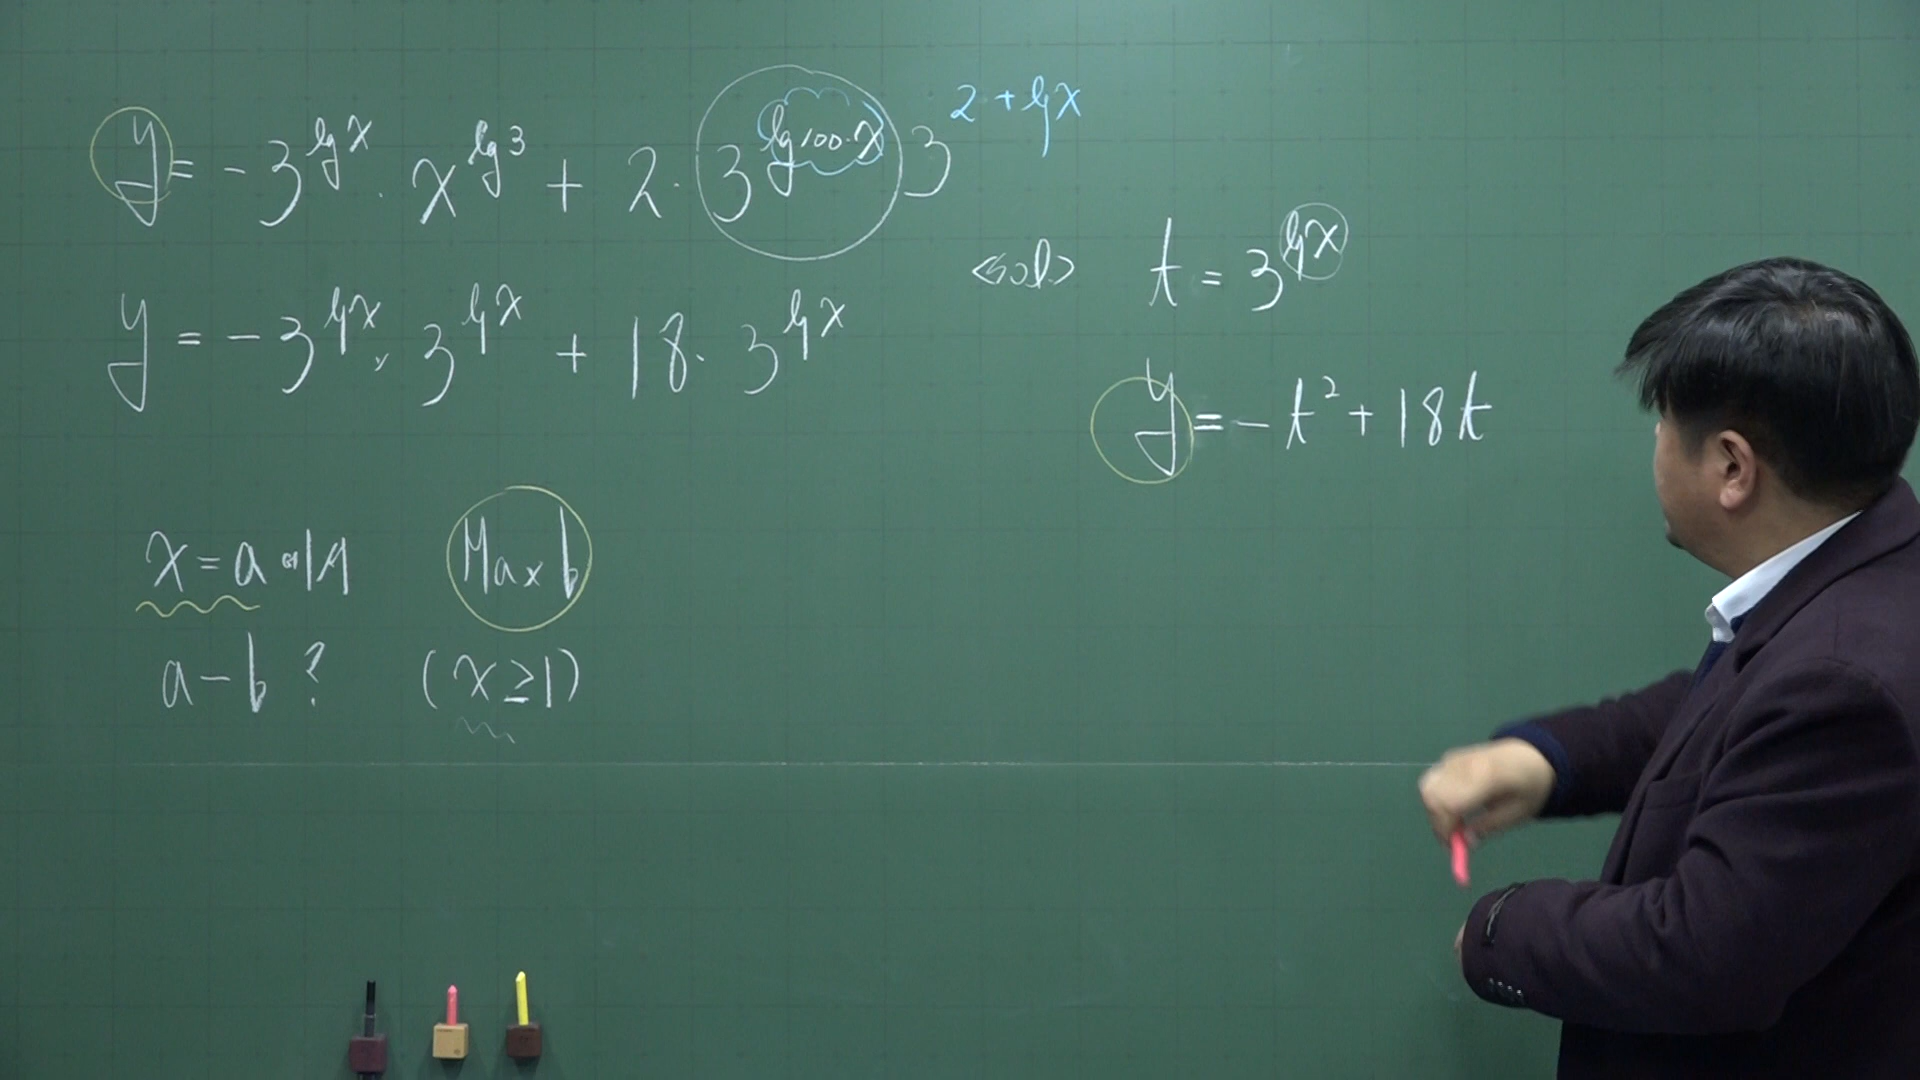 y = -3^{lg x} · x^{lg 3} + 2 · 3^{lg 100·x} 3^{2 + lg x}
y = -3^{lg x} × 3^{lg x} + 18 · 3^{lg x}
x = a 에서 Max b
a - b ? (x ≥ 1)
<sol> t = 3^{lg x}
y = -t² + 18t